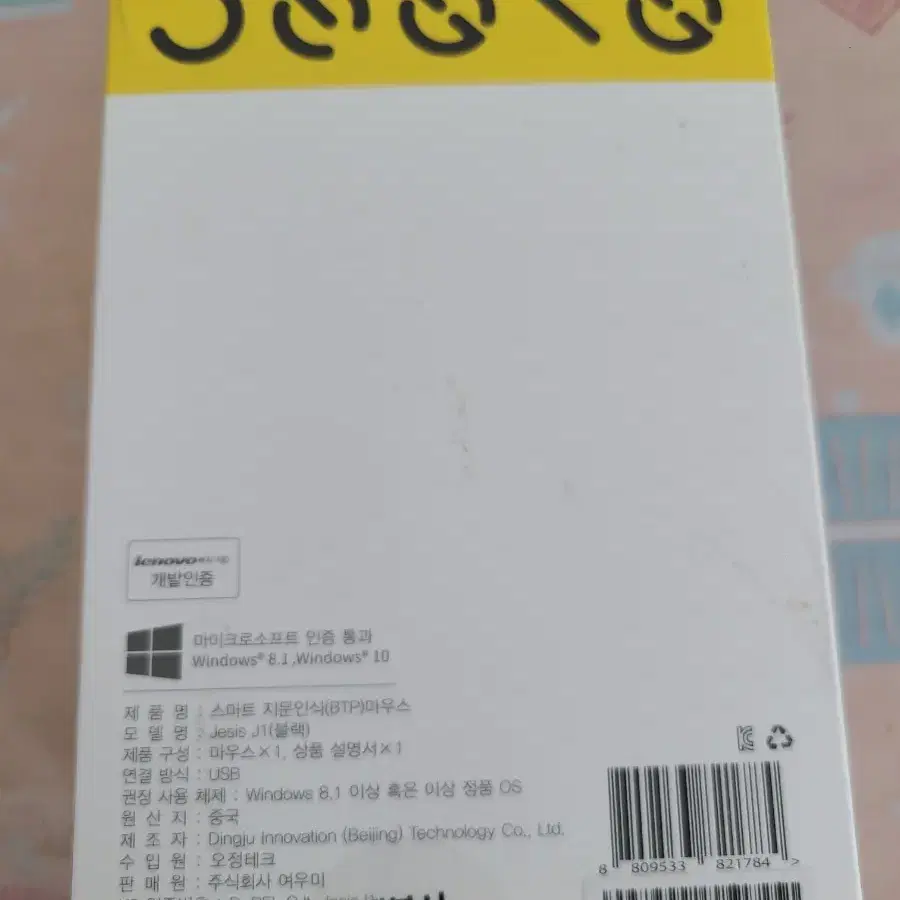 lenovo
개발인증
마이크로소프트 인증 통과
Windows® 8.1 ,Windows® 10
제 품 명 : 스마트 지문인식(BTP)마우스
모 델 명 : Jesis J1(블랙)
제품 구성 : 마우스×1, 상품 설명서×1
연결 방식 : USB
권장 사용 체제 : Windows 8.1 이상 혹은 이상 정품 OS
원 산 지 : 중국
제 조 자 : Dingju Innovation (Beijing) Technology Co., Ltd.
수 입 원 : 오정테크
판 매 원 : 주식회사 여우미
8 809533 821784 >